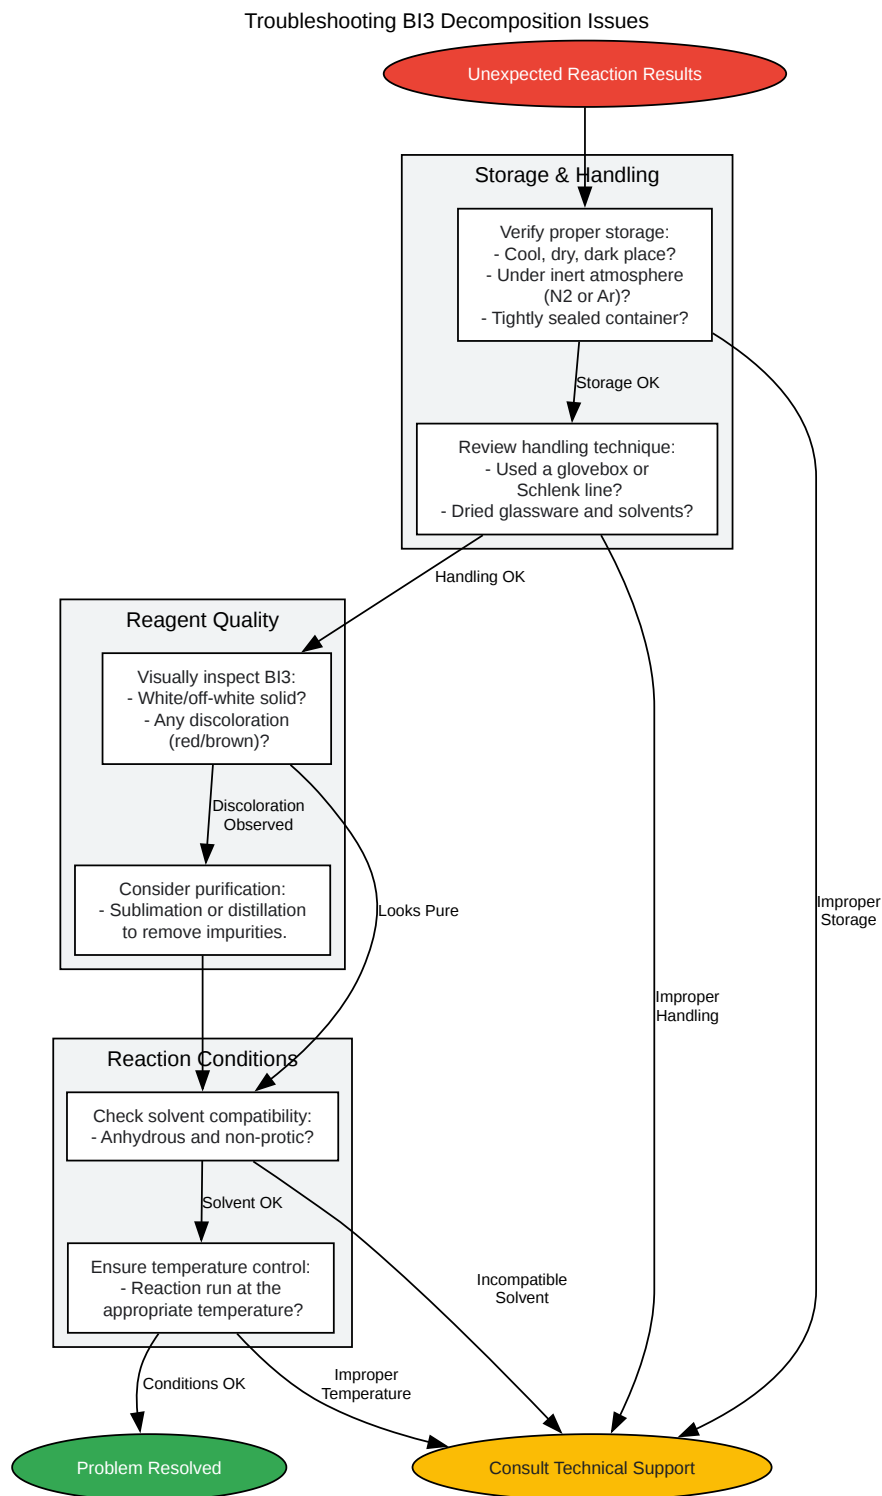 Troubleshooting BI3 Decomposition Issues
Unexpected Reaction Results
Storage & Handling
Verify proper storage:
- Cool, dry, dark place?
- Under inert atmosphere
(N2 or Ar)?
- Tightly sealed container?
Storage OK
Review handling technique:
- Used a glovebox or
Schlenk line?
- Dried glassware and solvents?
Handling OK
Reagent Quality
Visually inspect BI3:
- White/off-white solid?
- Any discoloration
(red/brown)?
Discoloration
Observed
Consider purification:
- Sublimation or distillation
to remove impurities.
Looks Pure
Improper
Storage
Improper
Handling
Reaction Conditions
Check solvent compatibility:
- Anhydrous and non-protic?
Solvent OK
Ensure temperature control:
- Reaction run at the
appropriate temperature?
Incompatible
Solvent
Conditions OK
Improper
Temperature
Problem Resolved
Consult Technical Support